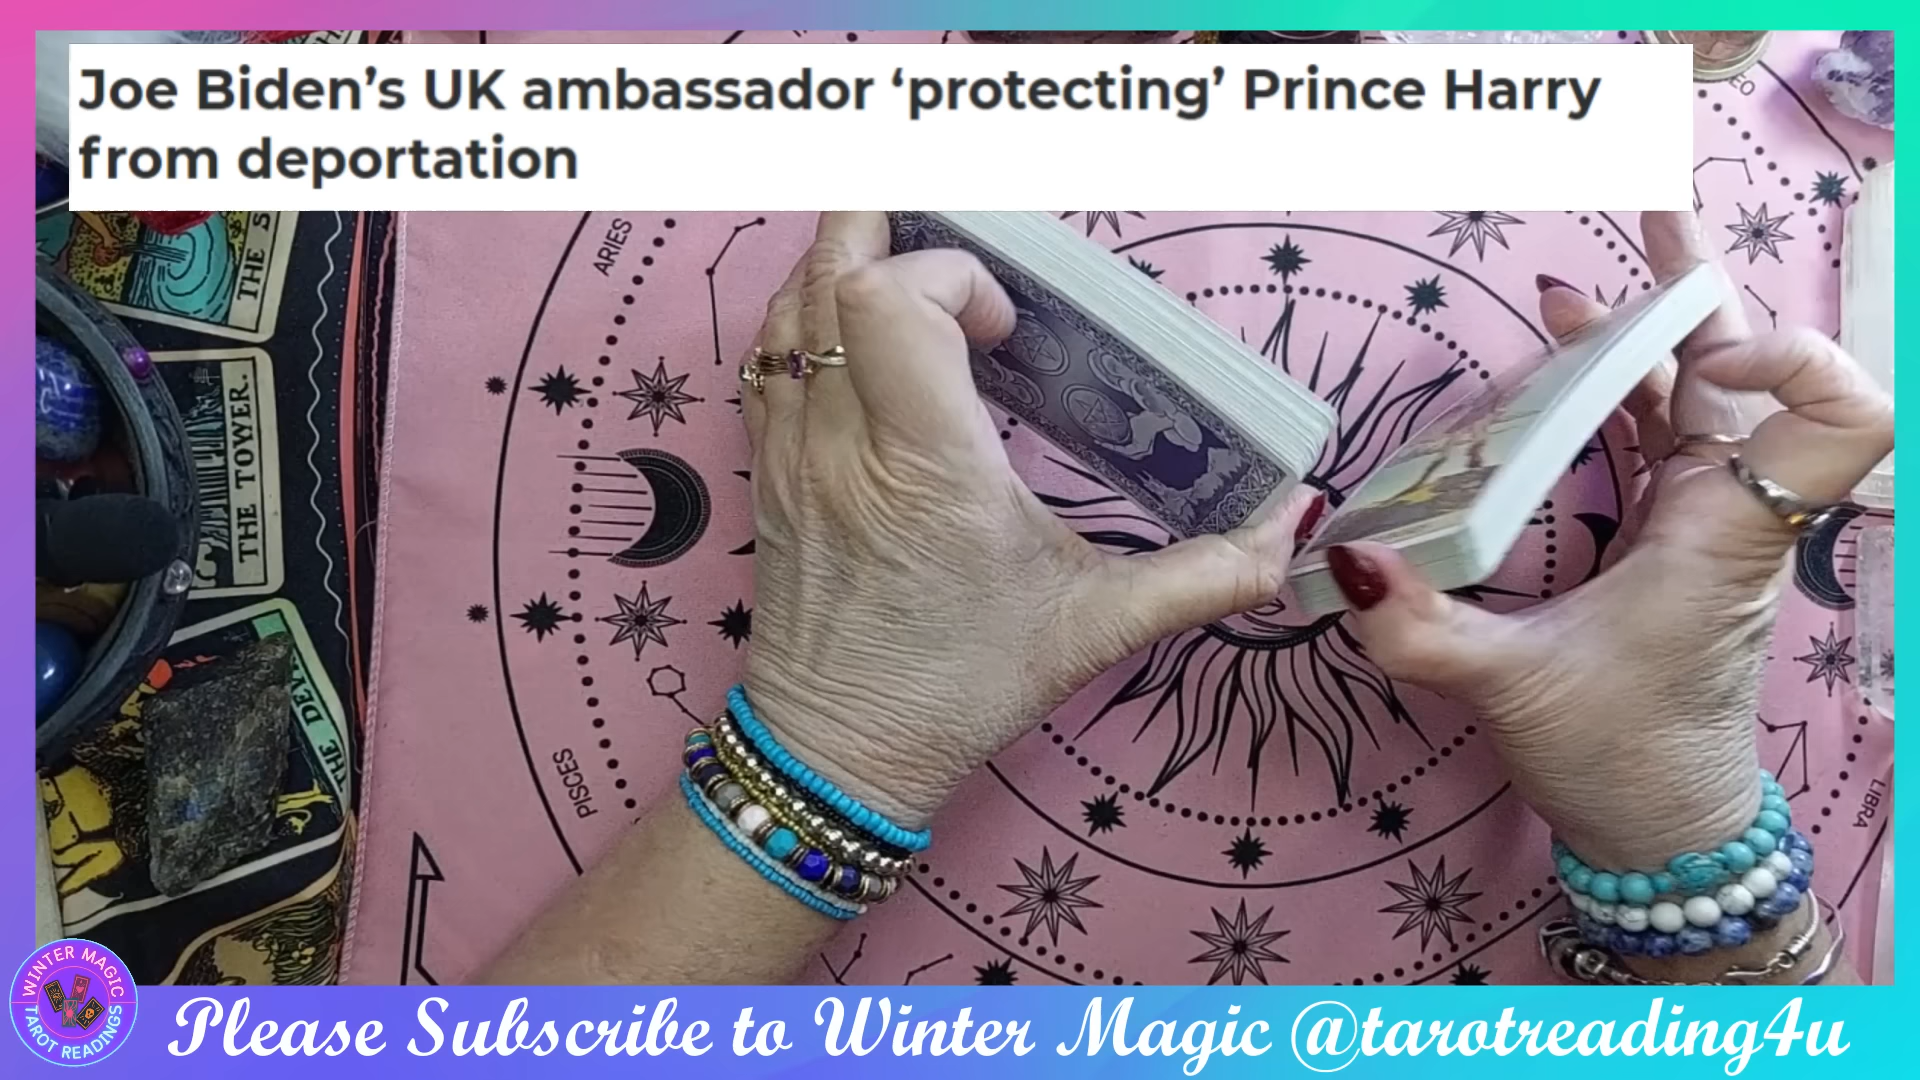 Joe Biden’s UK ambassador ‘protecting’ Prince Harry
from deportation
ARIES
THE S
THE TOWER.
THE DEV
PISCES
LIBRA
WINTER MAGIC
TAROT READINGS
Please Subscribe to Winter Magic @tarotreading4u